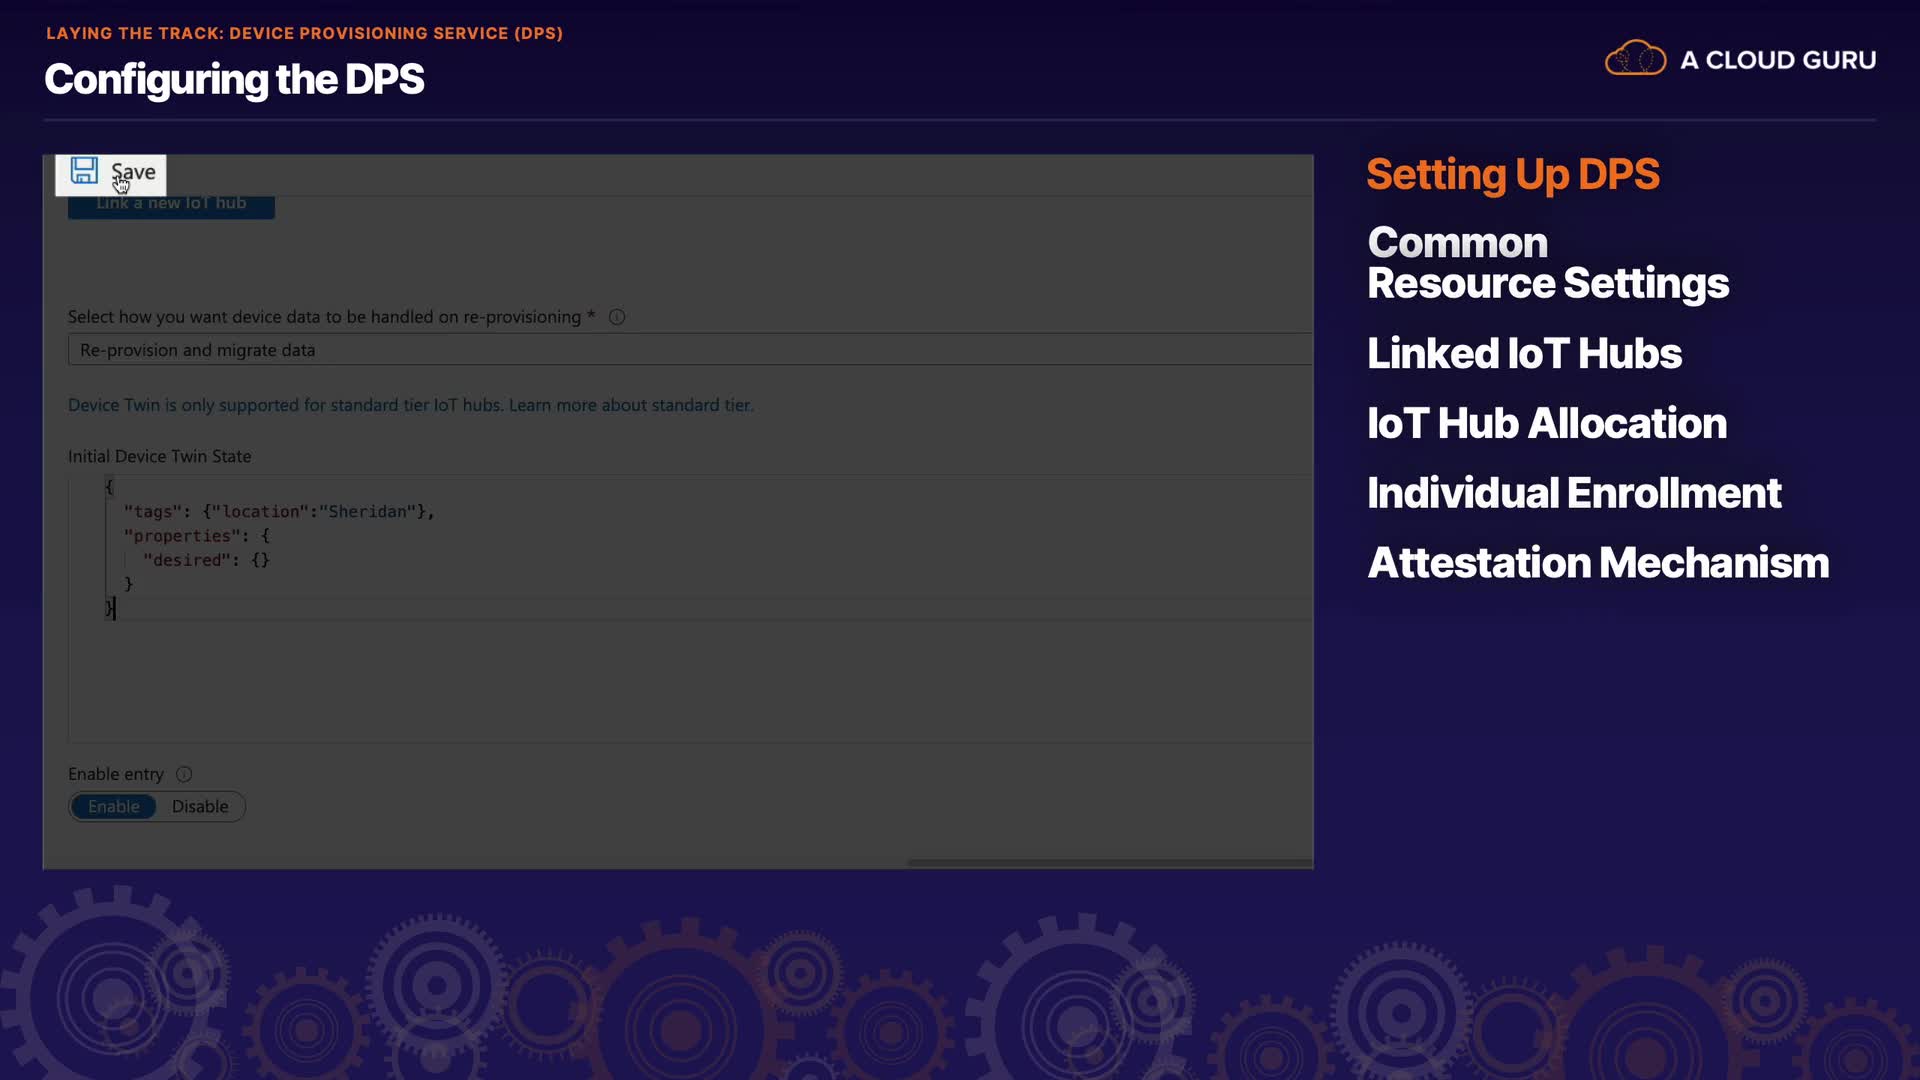 LAYING THE TRACK: DEVICE PROVISIONING SERVICE (DPS)
Configuring the DPS
A CLOUD GURU
Save
Link a new IoT hub
Select how you want device data to be handled on re-provisioning *
Re-provision and migrate data
Device Twin is only supported for standard tier IoT hubs. Learn more about standard tier.
Initial Device Twin State
{
"tags": {"location":"Sheridan"},
"properties": {
"desired": {}
}
}
Enable entry
Enable Disable
Setting Up DPS
Common
Resource Settings
Linked IoT Hubs
IoT Hub Allocation
Individual Enrollment
Attestation Mechanism